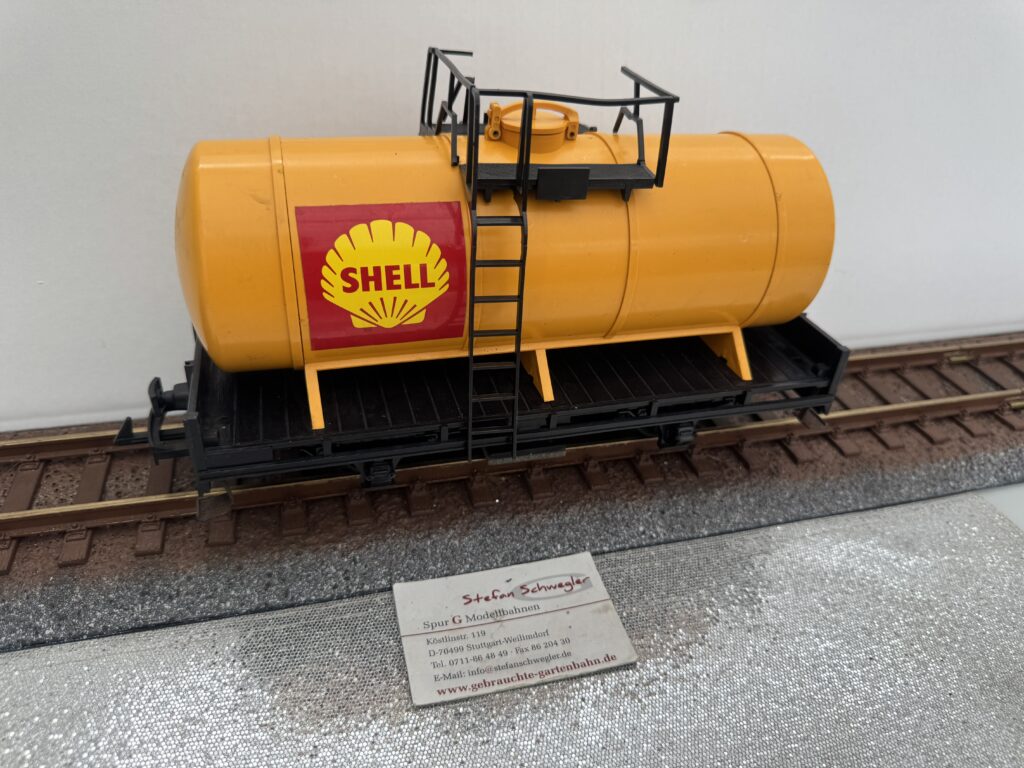 SHELL
Stefan Schwegler
Spur G Modellbahnen
Köstlinstr. 119
D-70499 Stuttgart-Weilimdorf
Tel. 0711-86 48 49 · Fax 86 204 30
E-Mail: info@stefanschwegler.de
www.gebrauchte-gartenbahn.de